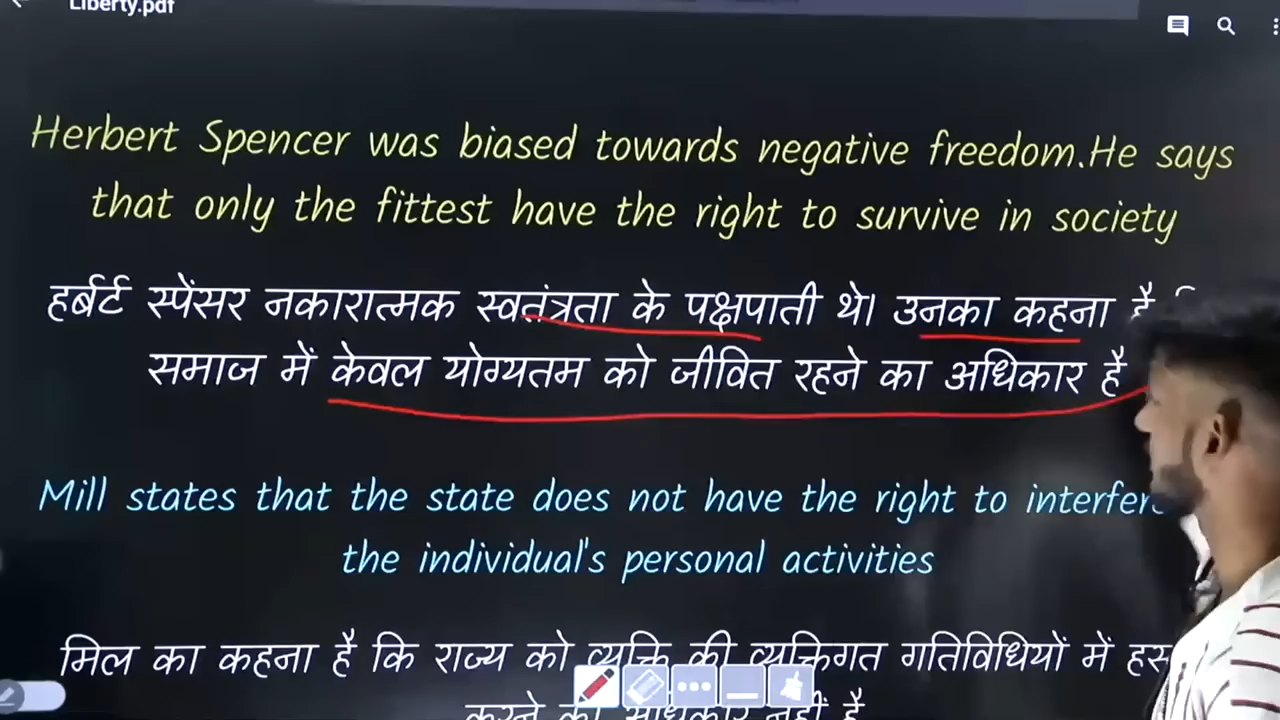 Liberty.pdf
Herbert Spencer was biased towards negative freedom.He says
that only the fittest have the right to survive in society
हर्बर्ट स्पेंसर नकारात्मक स्वतंत्रता के पक्षपाती थे। उनका कहना है
समाज में केवल योग्यतम को जीवित रहने का अधिकार है
Mill states that the state does not have the right to
the individual's personal activities
मिल का कहना है कि राज्य को व्यक्ति की व्यक्तिगत गतिविधियों में
करने का अधिकार नहीं है